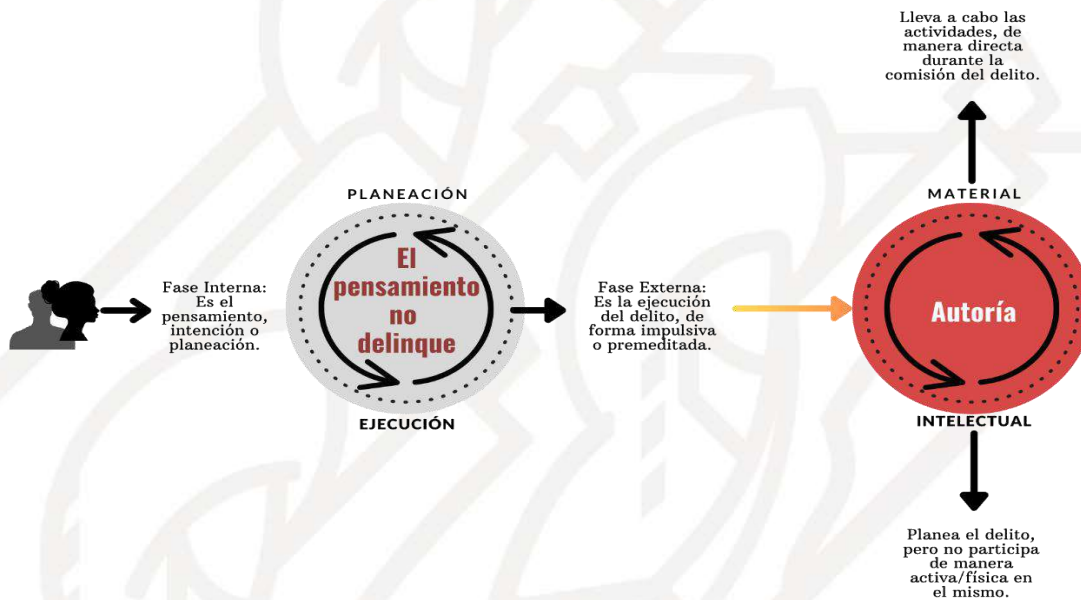 Fase Interna:
Es el
pensamiento,
intención o
planeación.
PLANEACIÓN
El
pensamiento
no
delinque
EJECUCIÓN
Fase Externa:
Es la ejecución
del delito, de
forma impulsiva
o premeditada.
Lleva a cabo las
actividades, de
manera directa
durante la
comisión del delito.
MATERIAL
Autoría
INTELECTUAL
Planea el delito,
pero no participa
de manera
activa/física en
el mismo.